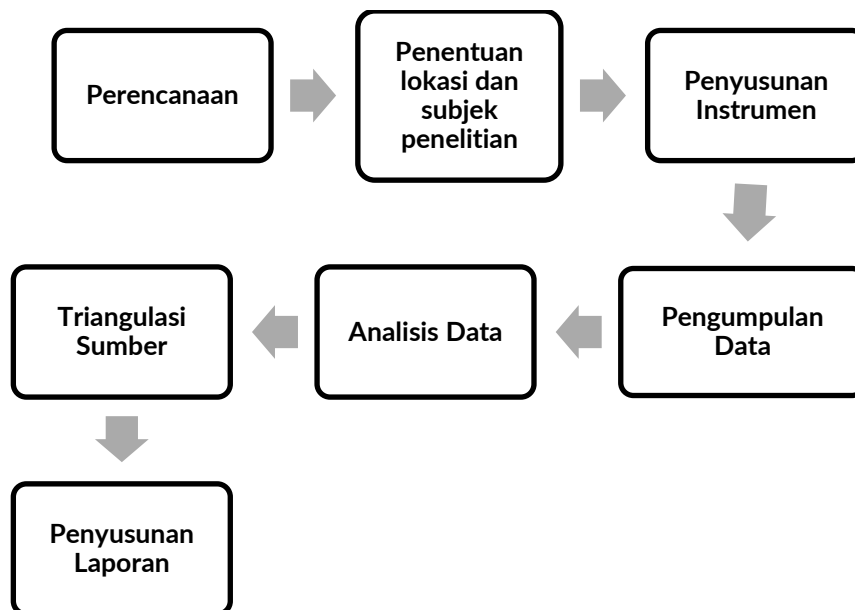 Perencanaan
Penentuan
lokasi dan
subjek
penelitian
Penyusunan
Instrumen
Pengumpulan
Data
Analisis Data
Triangulasi
Sumber
Penyusunan
Laporan